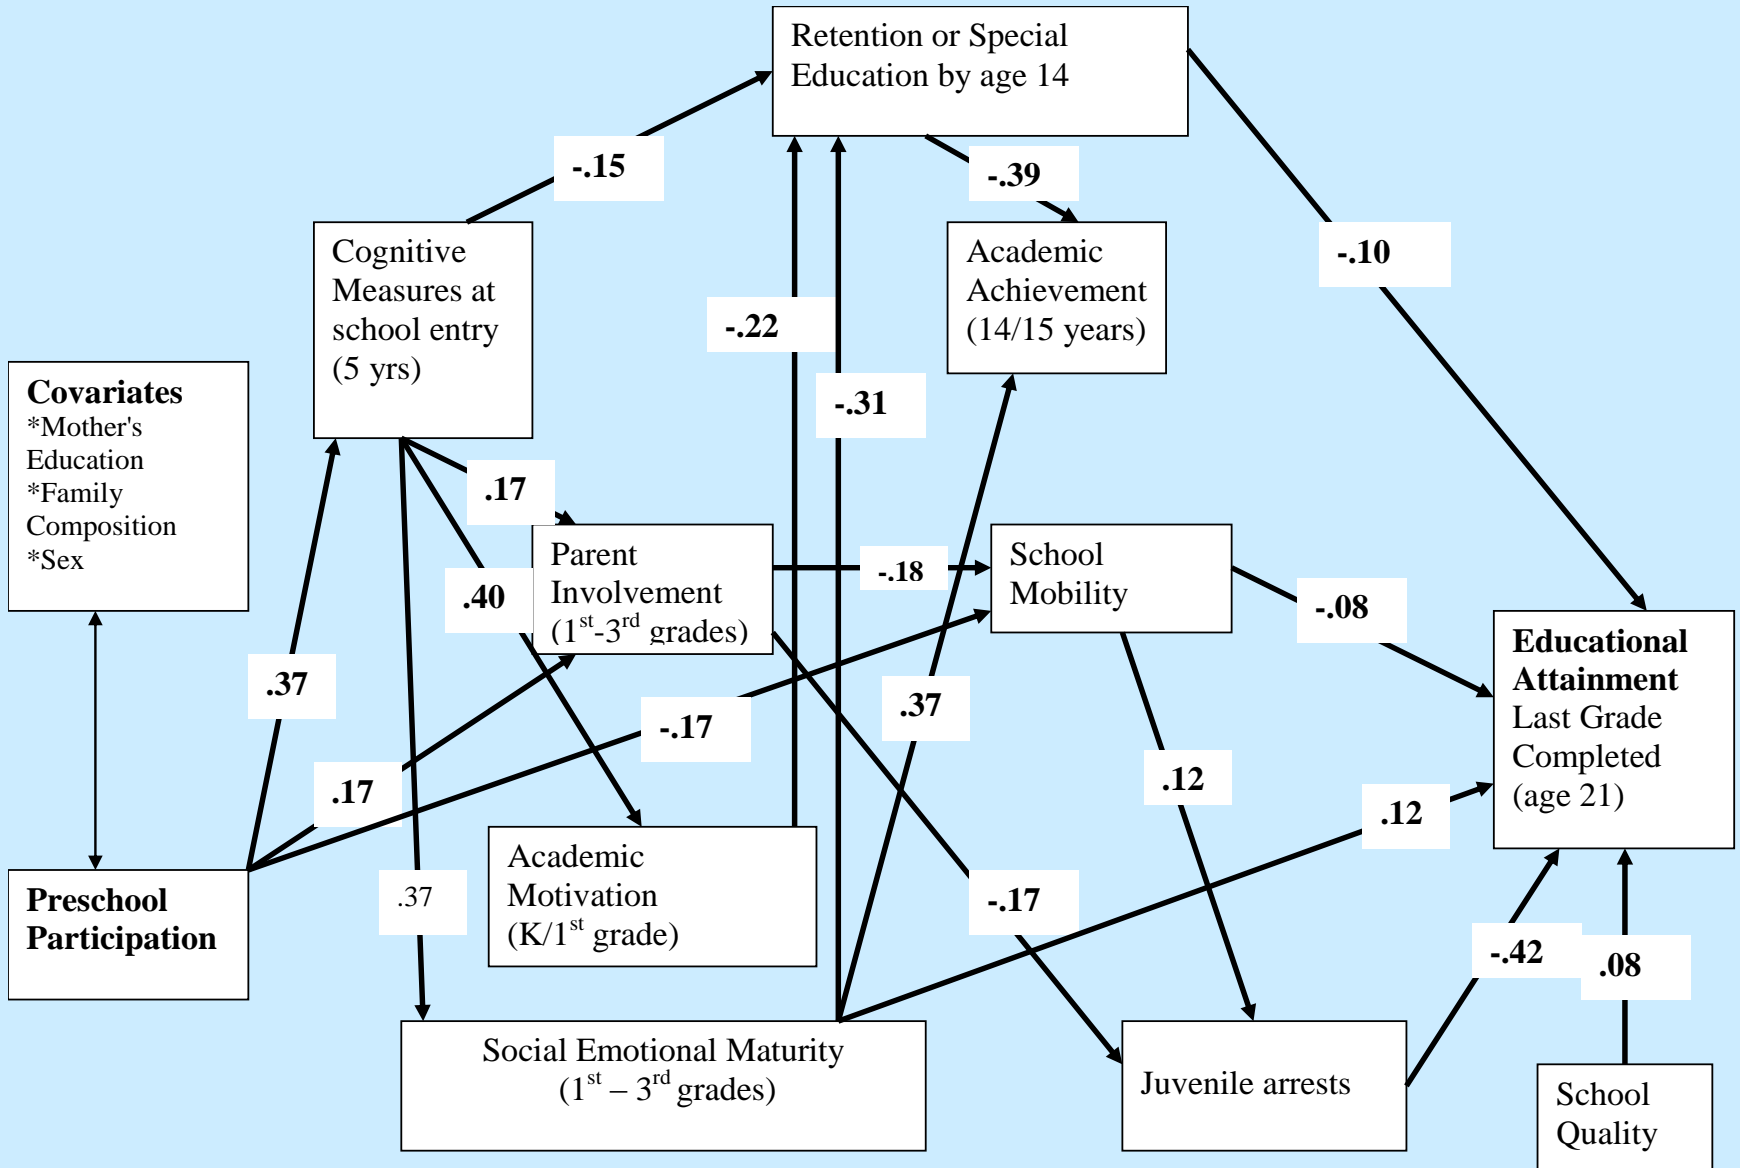 Retention or Special
Education by age 14
-.15
-.39
Cognitive
Measures at
school entry
(5 yrs)
Academic
Achievement
(14/15 years)
-.10
-.22
-.31
Covariates
*Mother's
Education
*Family
Composition
*Sex
.17
.40
Parent
Involvement
(1st-3rd grades)
-.18
School
Mobility
-.08
.37
-.17
.37
Educational
Attainment
Last Grade
Completed
(age 21)
.17
.12
.12
Preschool
Participation
.37
Academic
Motivation
(K/1st grade)
-.17
-.42
.08
Social Emotional Maturity
(1st – 3rd grades)
Juvenile arrests
School
Quality